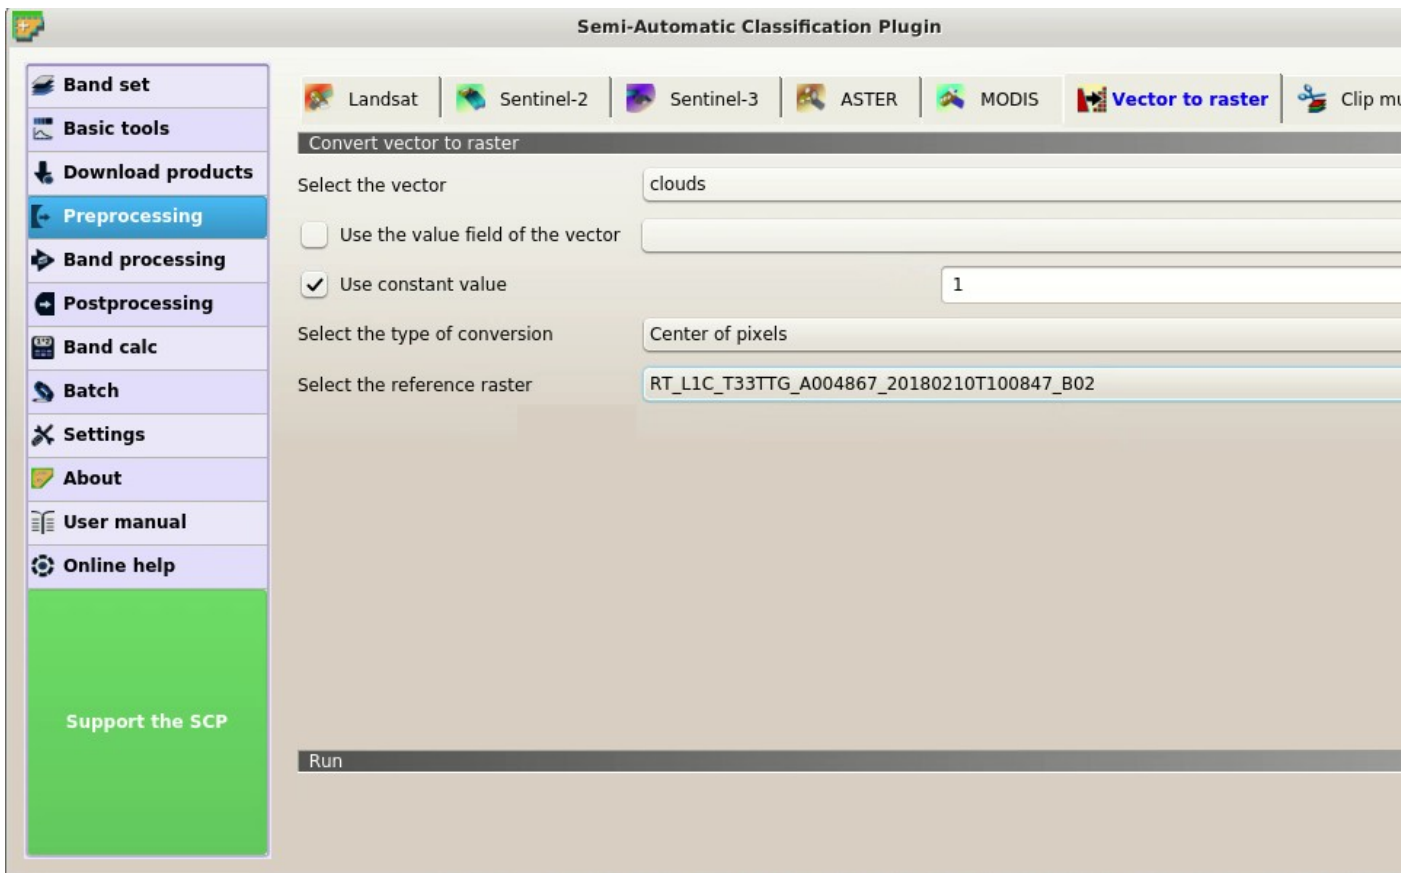 Semi-Automatic Classification Plugin
Band set
Basic tools
Download products
Preprocessing
Band processing
Postprocessing
Band calc
Batch
Settings
About
User manual
Online help
Support the SCP
Landsat Sentinel-2 Sentinel-3 ASTER MODIS Vector to raster Clip mu
Convert vector to raster
Select the vector clouds
Use the value field of the vector
Use constant value 1
Select the type of conversion Center of pixels
Select the reference raster RT_L1C_T33TTG_A004867_20180210T100847_B02
Run